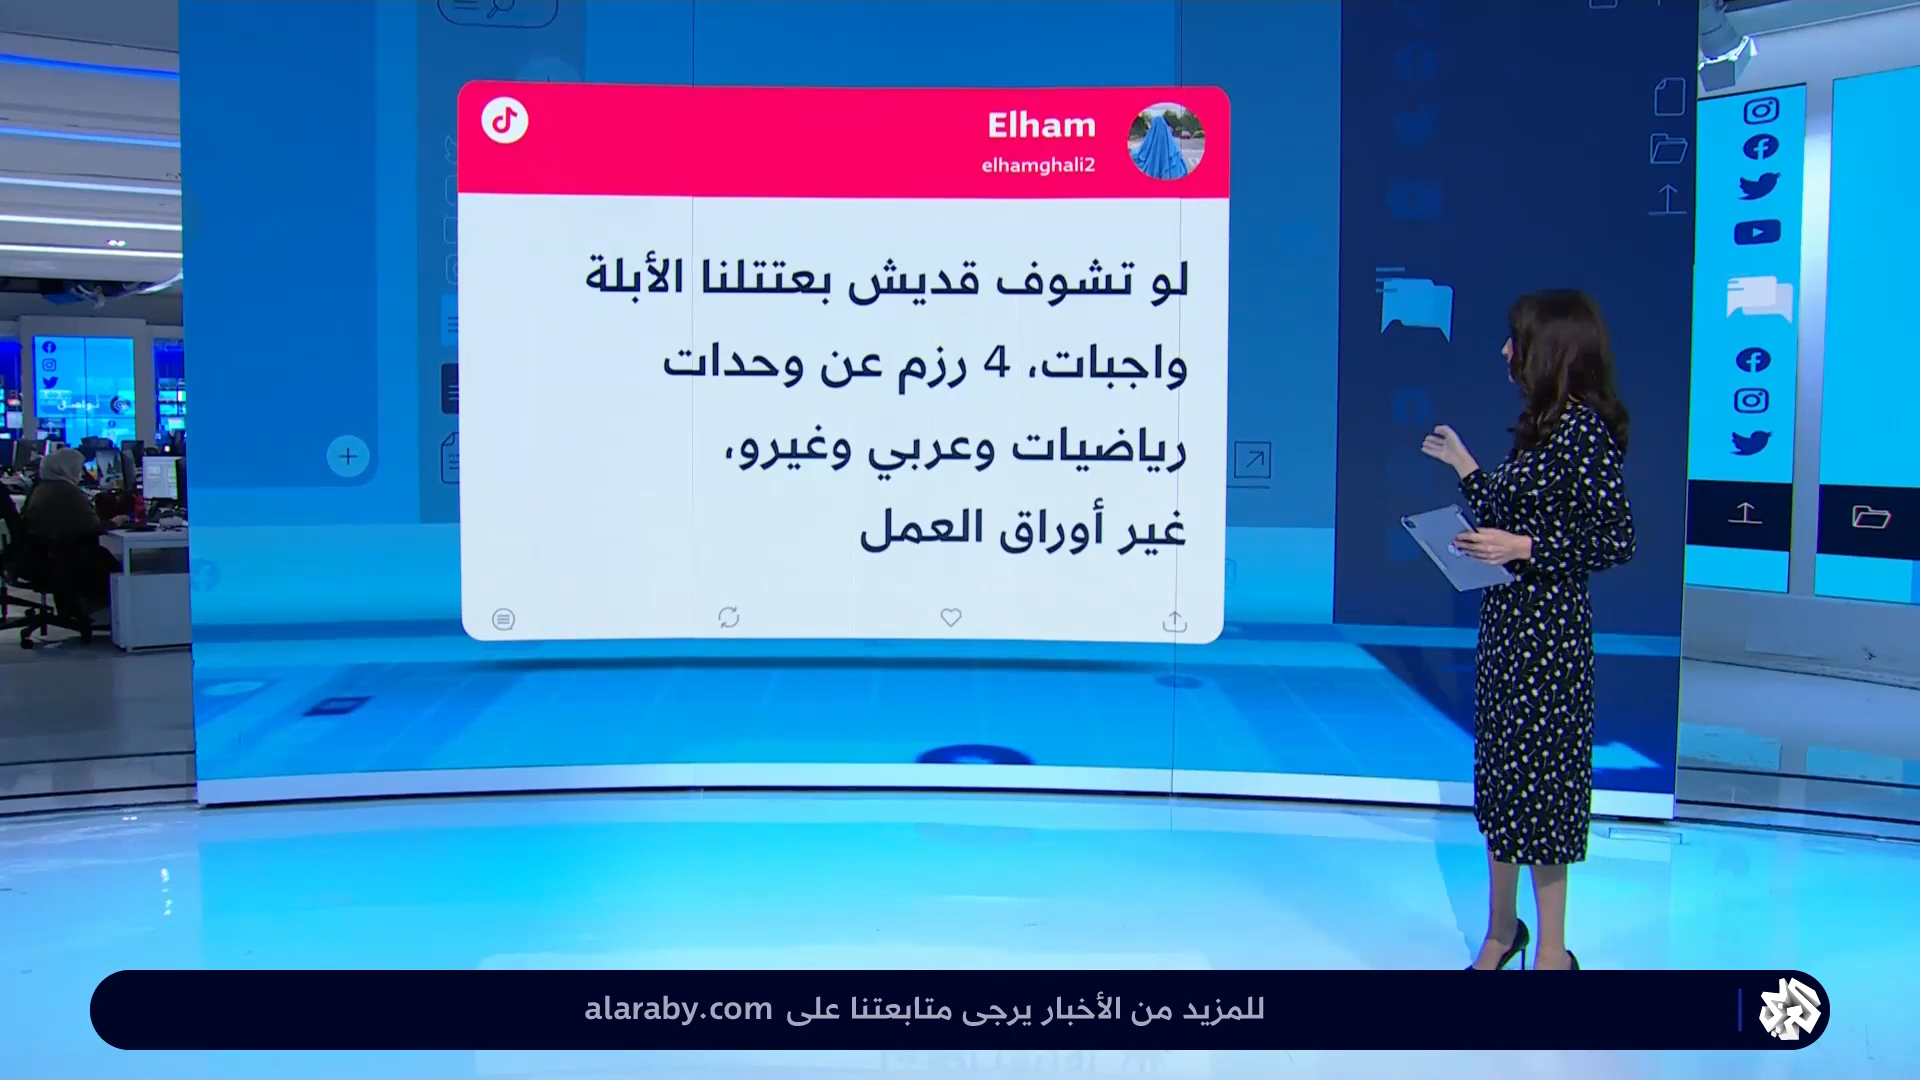 Elham
elhamghali2
لو تشوف قديش بعتتلنا الأبلة
واجبات، 4 رزم عن وحدات
رياضيات وعربي وغيرو،
غير أوراق العمل
تواصل
للمزيد من الأخبار يرجى متابعتنا على alaraby.com